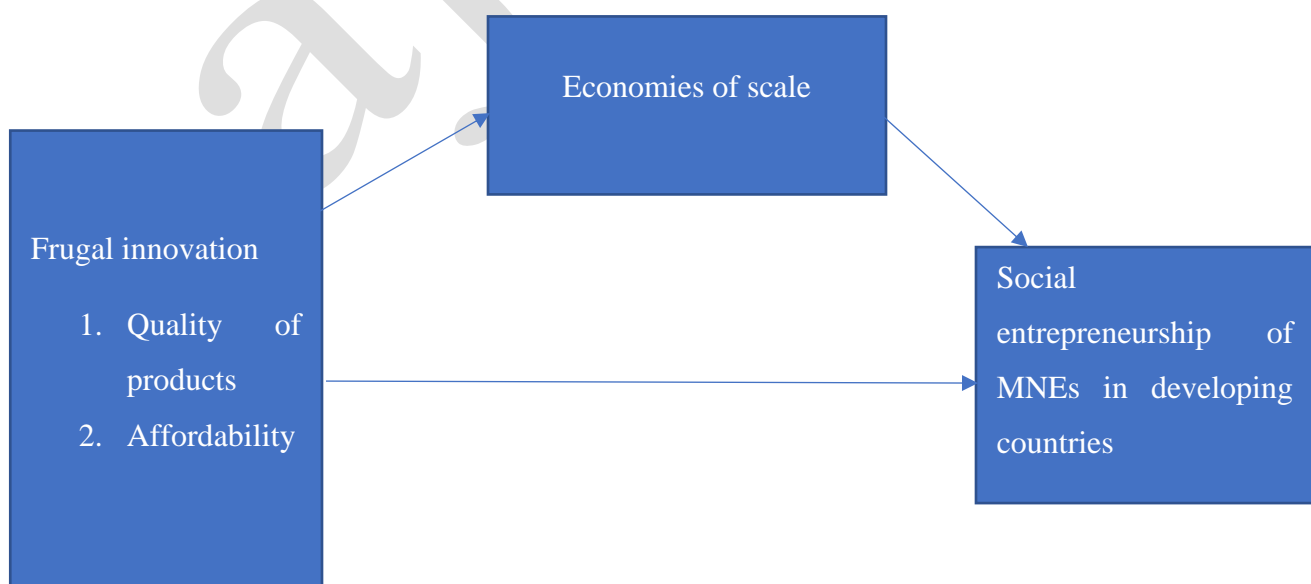 Economies of scale
Frugal innovation
1. Quality of
products
2. Affordability
Social
entrepreneurship of
MNEs in developing
countries